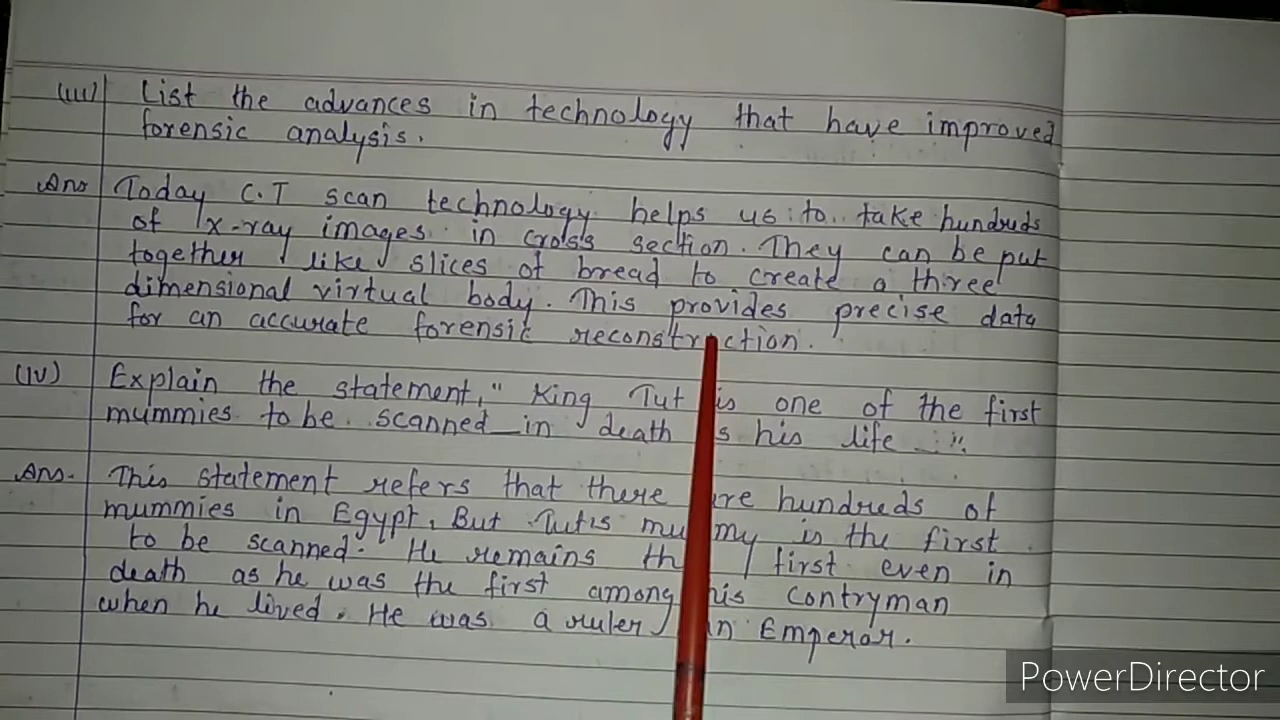 (iii) List the advances in technology that have improved
forensic analysis.
Ans Today C.T scan technology helps us to take hundreds
of x-ray images in cross section. They can be put
together like slices of bread to create a three
dimensional virtual body. This provides precise data
for an accurate forensic reconstruction.
(iv) Explain the statement, " King Tut is one of the first
mummies to be scanned in death s his life ...".
Ans. This statement refers that there are hundreds of
mummies in Egypt, But Tut's mummy is the first
to be scanned. He remains the first even in
death as he was the first among his contryman
when he lived. He was a ruler an Emperar.
PowerDirector